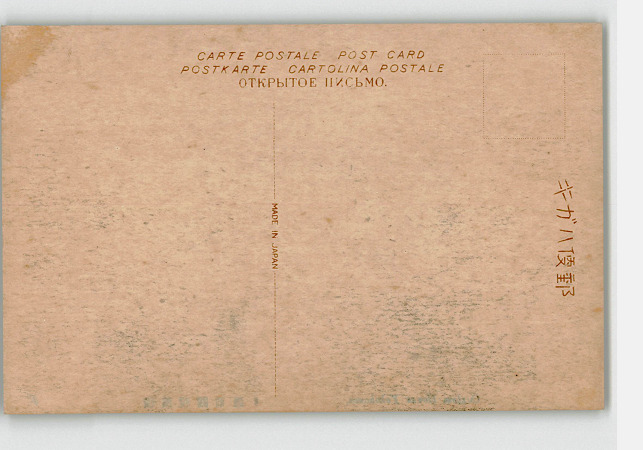 CARTE POSTALE POST CARD
POSTKARTE CARTOLINA POSTALE
ОТКРЫТОЕ ПИСЬМО.
MADE IN JAPAN
キガハ便郵